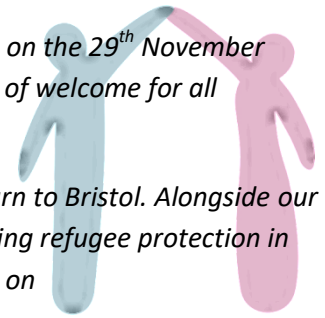 on the 29th November
of welcome for all
rn to Bristol. Alongside our
ing refugee protection in
on